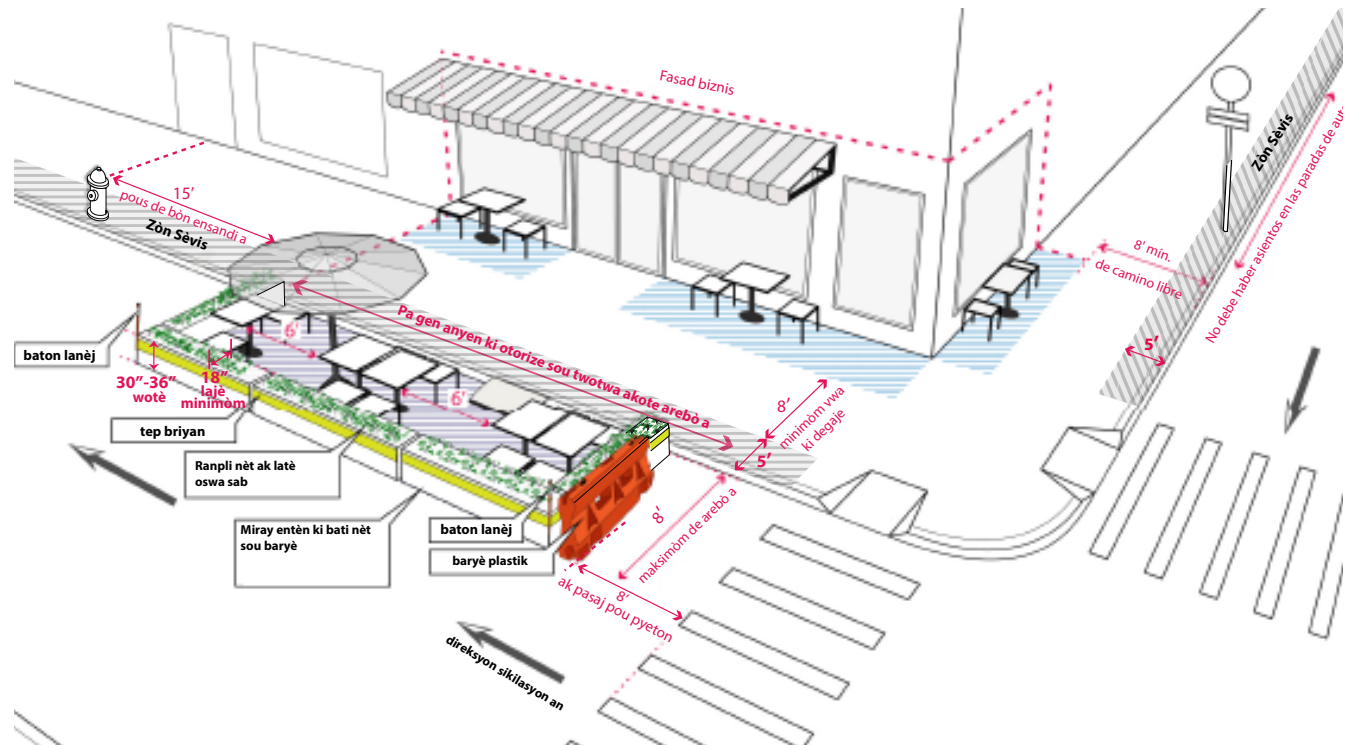 Fasad biznis
Zòn Sèvis
No debe haber asientos en las paradas de aut
15’
pous de bòn ensandi a
Zòn Sèvis
8’ min.
de camino libre
5’
Pa gen anyen ki otorize sou twotwa akote arebò a
6’
6’
baton lanèj
30”-36”
wotè
18”
lajè
minimòm
tep briyan
Ranpli nèt ak latè
oswa sab
Miray entèn ki bati nèt
sou baryè
baton lanèj
baryè plastik
8’
minimòm vwa
ki degaje
5’
8’
maksimòm de arebò a
8’
ak pasaj pou pyeton
direksyon sikilasyon an